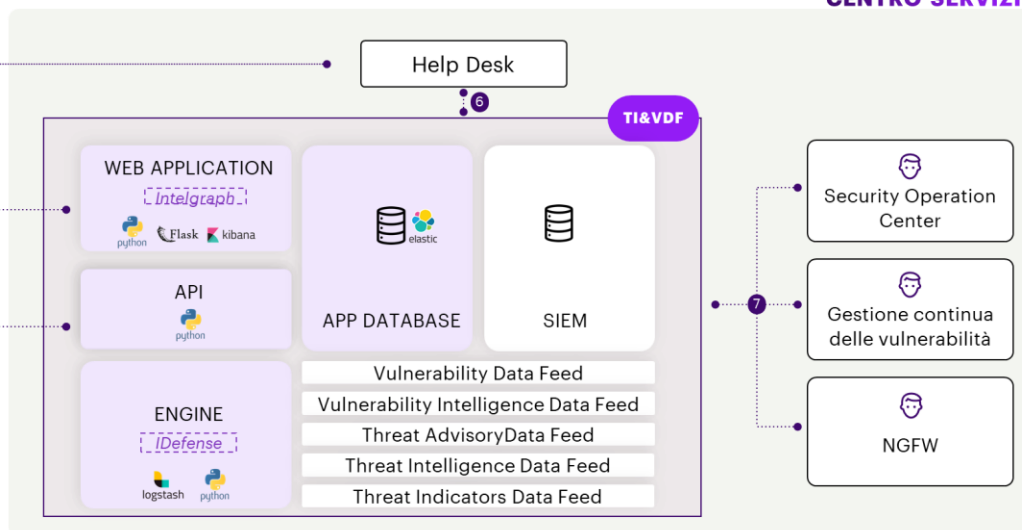 CENTRO SERVIZI
Help Desk
6
TI&VDF
WEB APPLICATION
Intelgraph
python
Flask
kibana
API
python
ENGINE
IDefense
logstash
python
elastic
APP DATABASE
SIEM
Vulnerability Data Feed
Vulnerability Intelligence Data Feed
Threat AdvisoryData Feed
Threat Intelligence Data Feed
Threat Indicators Data Feed
7
Security Operation
Center
Gestione continua
delle vulnerabilità
NGFW